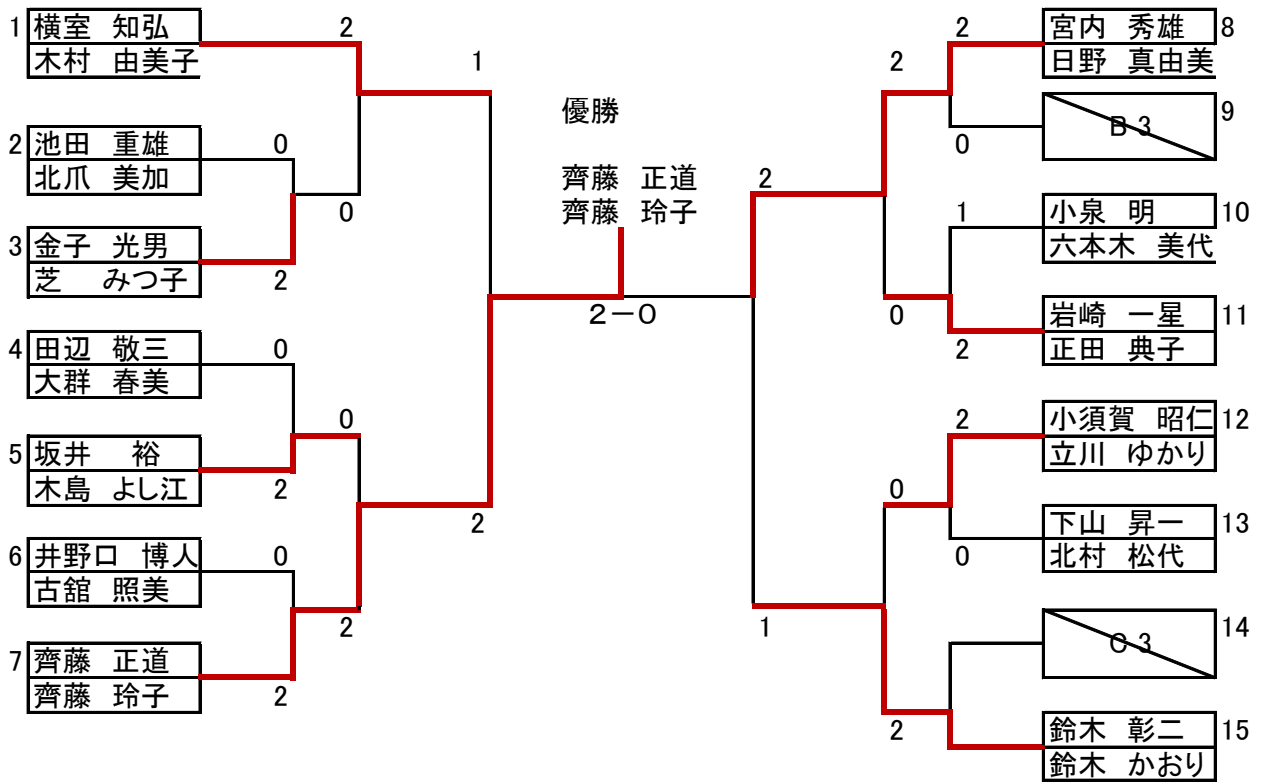 1
横室 知弘
木村 由美子
2
2
池田 重雄
北爪 美加
0
3
金子 光男
芝 みつ子
2
0
1
4
田辺 敬三
大群 春美
0
5
坂井 裕
木島 よし江
2
0
6
井野口 博人
古舘 照美
0
7
齊藤 正道
齊藤 玲子
2
2
2
優勝
齊藤 正道
齊藤 玲子
2－0
2
1
2
2
宮内 秀雄
日野 真由美
8
0
B 3
9
1
小泉 明
六本木 美代
10
0
2
岩崎 一星
正田 典子
11
2
小須賀 昭仁
立川 ゆかり
12
0
0
下山 昇一
北村 松代
13
C 3
14
2
鈴木 彰二
鈴木 かおり
15